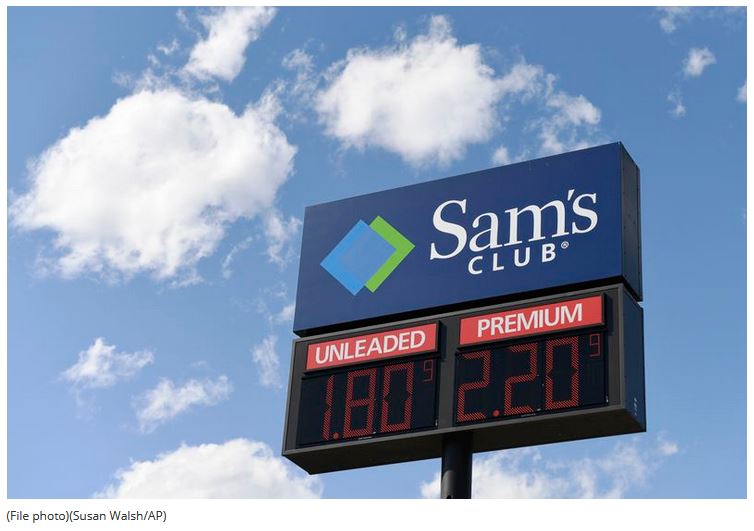 Sam's
CLUB®
UNLEADED
PREMIUM
1.80 9
2.20 9
(File photo)(Susan Walsh/AP)